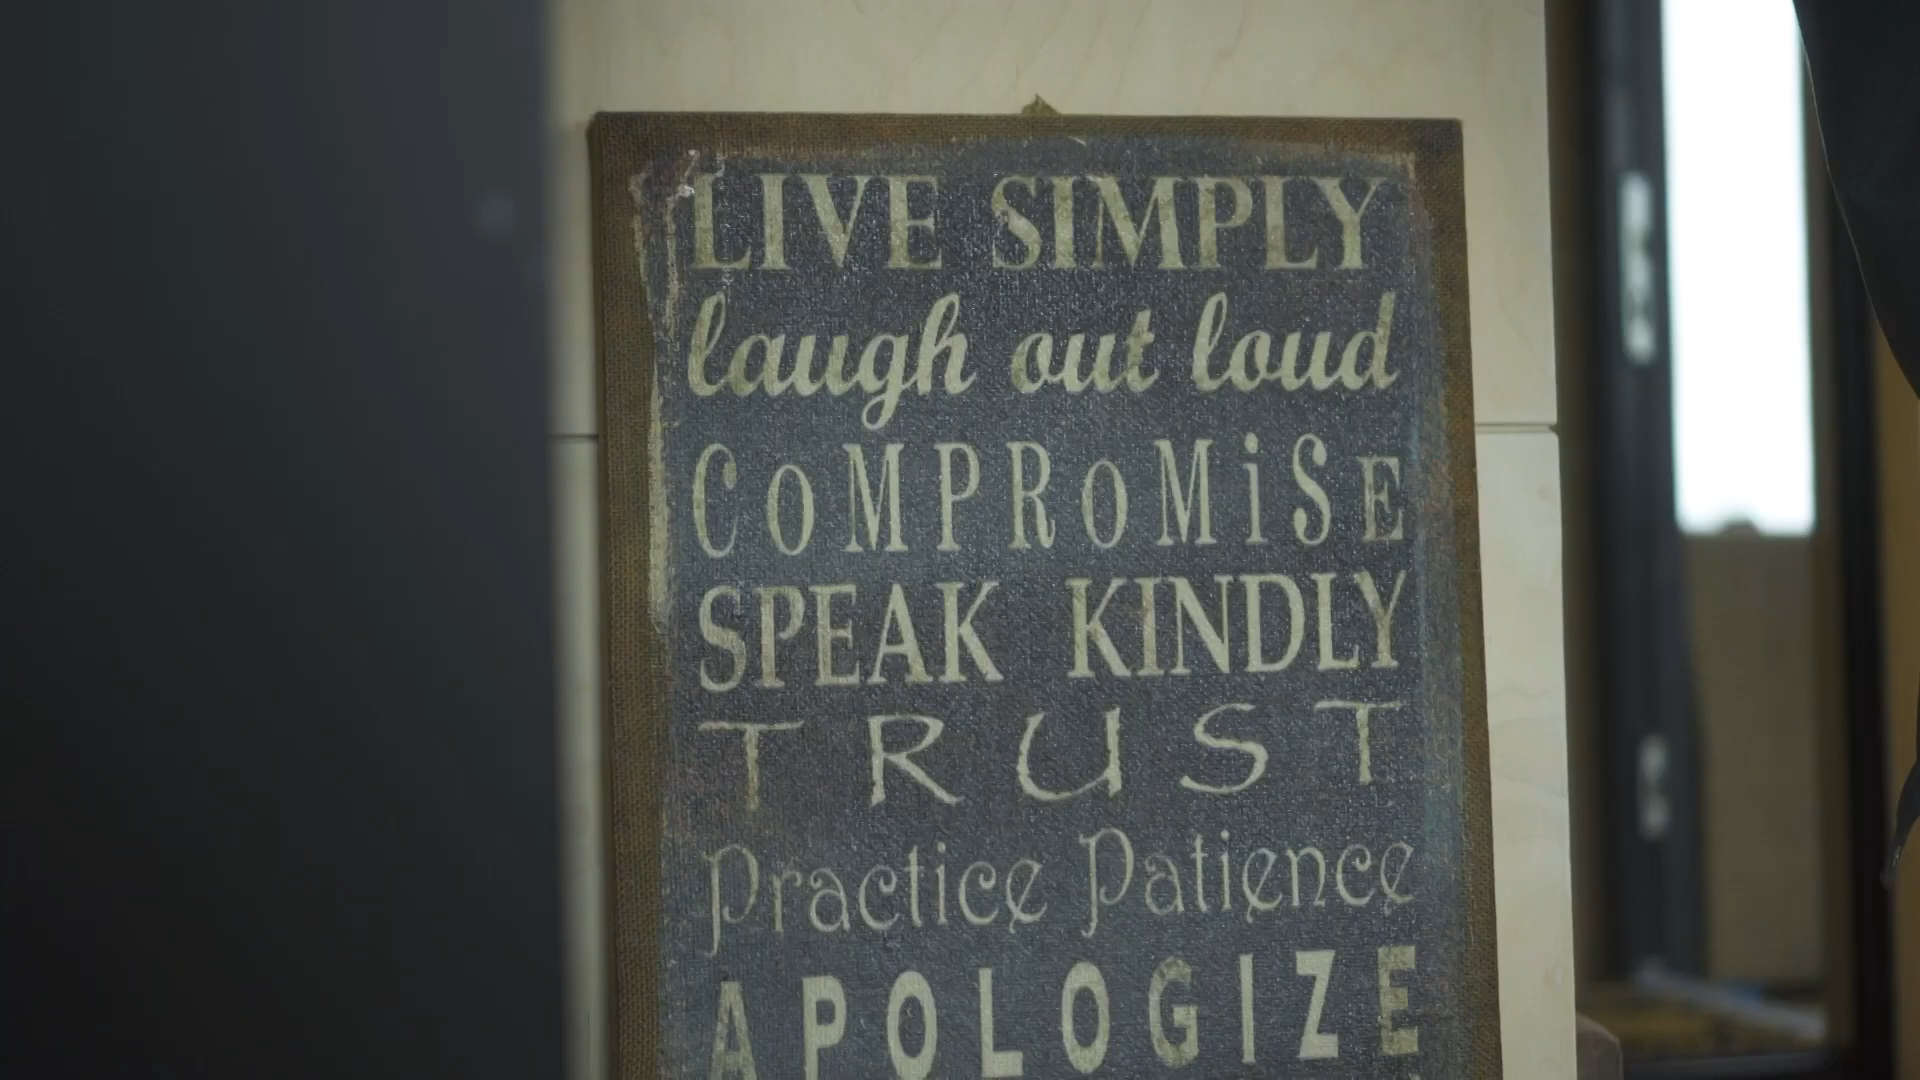 LIVE SIMPLY
laugh out loud
CoMPRoMiSE
SPEAK KINDLY
TRUST
Practice Patience
APOLOGIZE